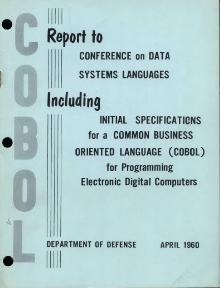 COBOL
Report to
CONFERENCE on DATA
SYSTEMS LANGUAGES
Including
INITIAL SPECIFICATIONS
for a COMMON BUSINESS
ORIENTED LANGUAGE (COBOL)
for Programming
Electronic Digital Computers
DEPARTMENT OF DEFENSE APRIL 1960